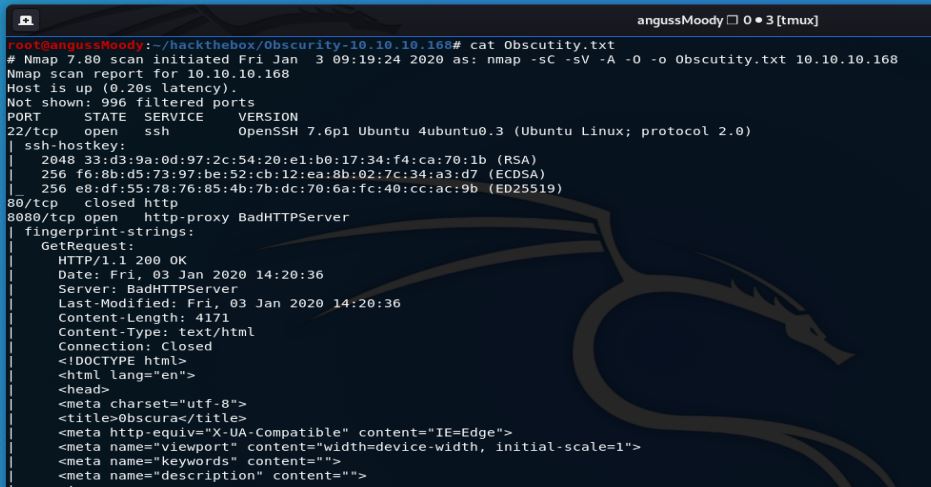 angussMoody 0 ● 3 [tmux]
root@angussMoody:~/hackthebox/Obscurity-10.10.10.168# cat Obscutity.txt
# Nmap 7.80 scan initiated Fri Jan  3 09:19:24 2020 as: nmap -sC -sV -A -O -o Obscutity.txt 10.10.10.168
Nmap scan report for 10.10.10.168
Host is up (0.20s latency).
Not shown: 996 filtered ports
PORT     STATE  SERVICE    VERSION
22/tcp   open   ssh        OpenSSH 7.6p1 Ubuntu 4ubuntu0.3 (Ubuntu Linux; protocol 2.0)
| ssh-hostkey:
|   2048 33:d3:9a:0d:97:2c:54:20:e1:b0:17:34:f4:ca:70:1b (RSA)
|   256 f6:8b:d5:73:97:be:52:cb:12:ea:8b:02:7c:34:a3:d7 (ECDSA)
|_  256 e8:df:55:78:76:85:4b:7b:dc:70:6a:fc:40:cc:ac:9b (ED25519)
80/tcp   closed http
8080/tcp open   http-proxy BadHTTPServer
| fingerprint-strings:
|   GetRequest:
|     HTTP/1.1 200 OK
|     Date: Fri, 03 Jan 2020 14:20:36
|     Server: BadHTTPServer
|     Last-Modified: Fri, 03 Jan 2020 14:20:36
|     Content-Length: 4171
|     Content-Type: text/html
|     Connection: Closed
|     <!DOCTYPE html>
|     <html lang="en">
|     <head>
|     <meta charset="utf-8">
|     <title>0bscura</title>
|     <meta http-equiv="X-UA-Compatible" content="IE=Edge">
|     <meta name="viewport" content="width=device-width, initial-scale=1">
|     <meta name="keywords" content="">
|     <meta name="description" content="">